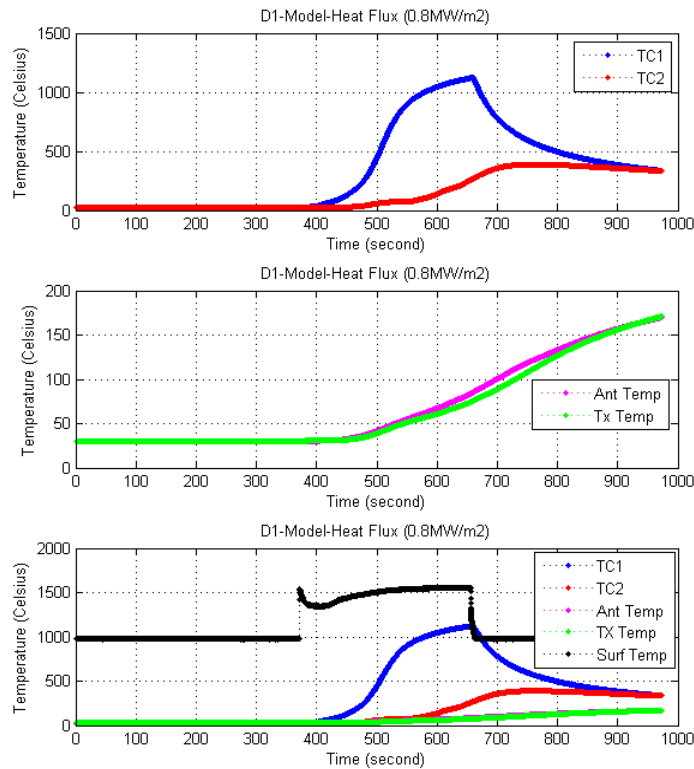 D1-Model-Heat Flux (0.8MW/m2)
1500
1000
500
0
Temperature (Celsius)
TC1
TC2
0 100 200 300 400 500 600 700 800 900 1000
Time (second)
D1-Model-Heat Flux (0.8MW/m2)
200
150
100
50
0
Temperature (Celsius)
Ant Temp
Tx Temp
0 100 200 300 400 500 600 700 800 900 1000
Time (second)
D1-Model-Heat Flux (0.8MW/m2)
2000
1500
1000
500
0
Temperature (Celsius)
TC1
TC2
Ant Temp
TX Temp
Surf Temp
0 100 200 300 400 500 600 700 800 900 1000
Time (second)